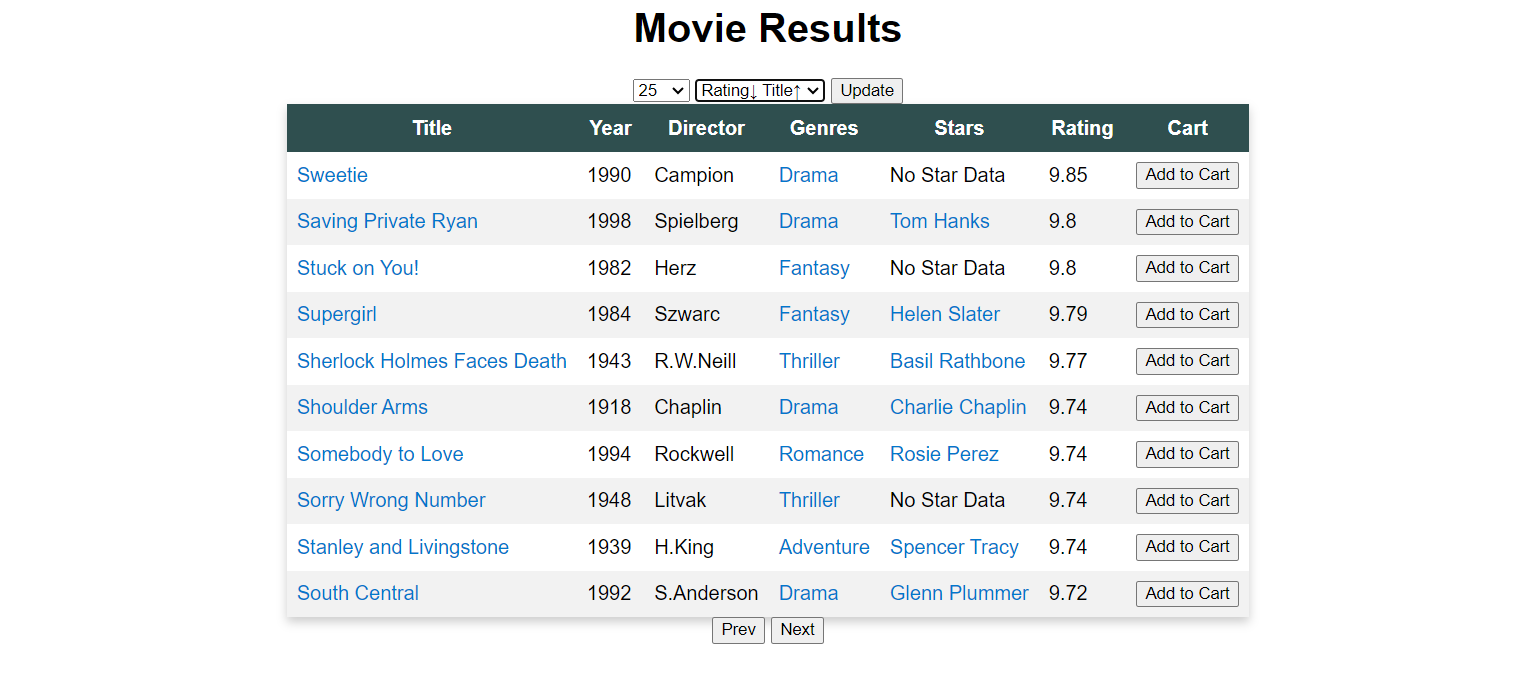 Movie Results
25 Rating↓ Title↑ Update
Title Year Director Genres Stars Rating Cart
Sweetie 1990 Campion Drama No Star Data 9.85 Add to Cart
Saving Private Ryan 1998 Spielberg Drama Tom Hanks 9.8 Add to Cart
Stuck on You! 1982 Herz Fantasy No Star Data 9.8 Add to Cart
Supergirl 1984 Szwarc Fantasy Helen Slater 9.79 Add to Cart
Sherlock Holmes Faces Death 1943 R.W.Neill Thriller Basil Rathbone 9.77 Add to Cart
Shoulder Arms 1918 Chaplin Drama Charlie Chaplin 9.74 Add to Cart
Somebody to Love 1994 Rockwell Romance Rosie Perez 9.74 Add to Cart
Sorry Wrong Number 1948 Litvak Thriller No Star Data 9.74 Add to Cart
Stanley and Livingstone 1939 H.King Adventure Spencer Tracy 9.74 Add to Cart
South Central 1992 S.Anderson Drama Glenn Plummer 9.72 Add to Cart
Prev Next